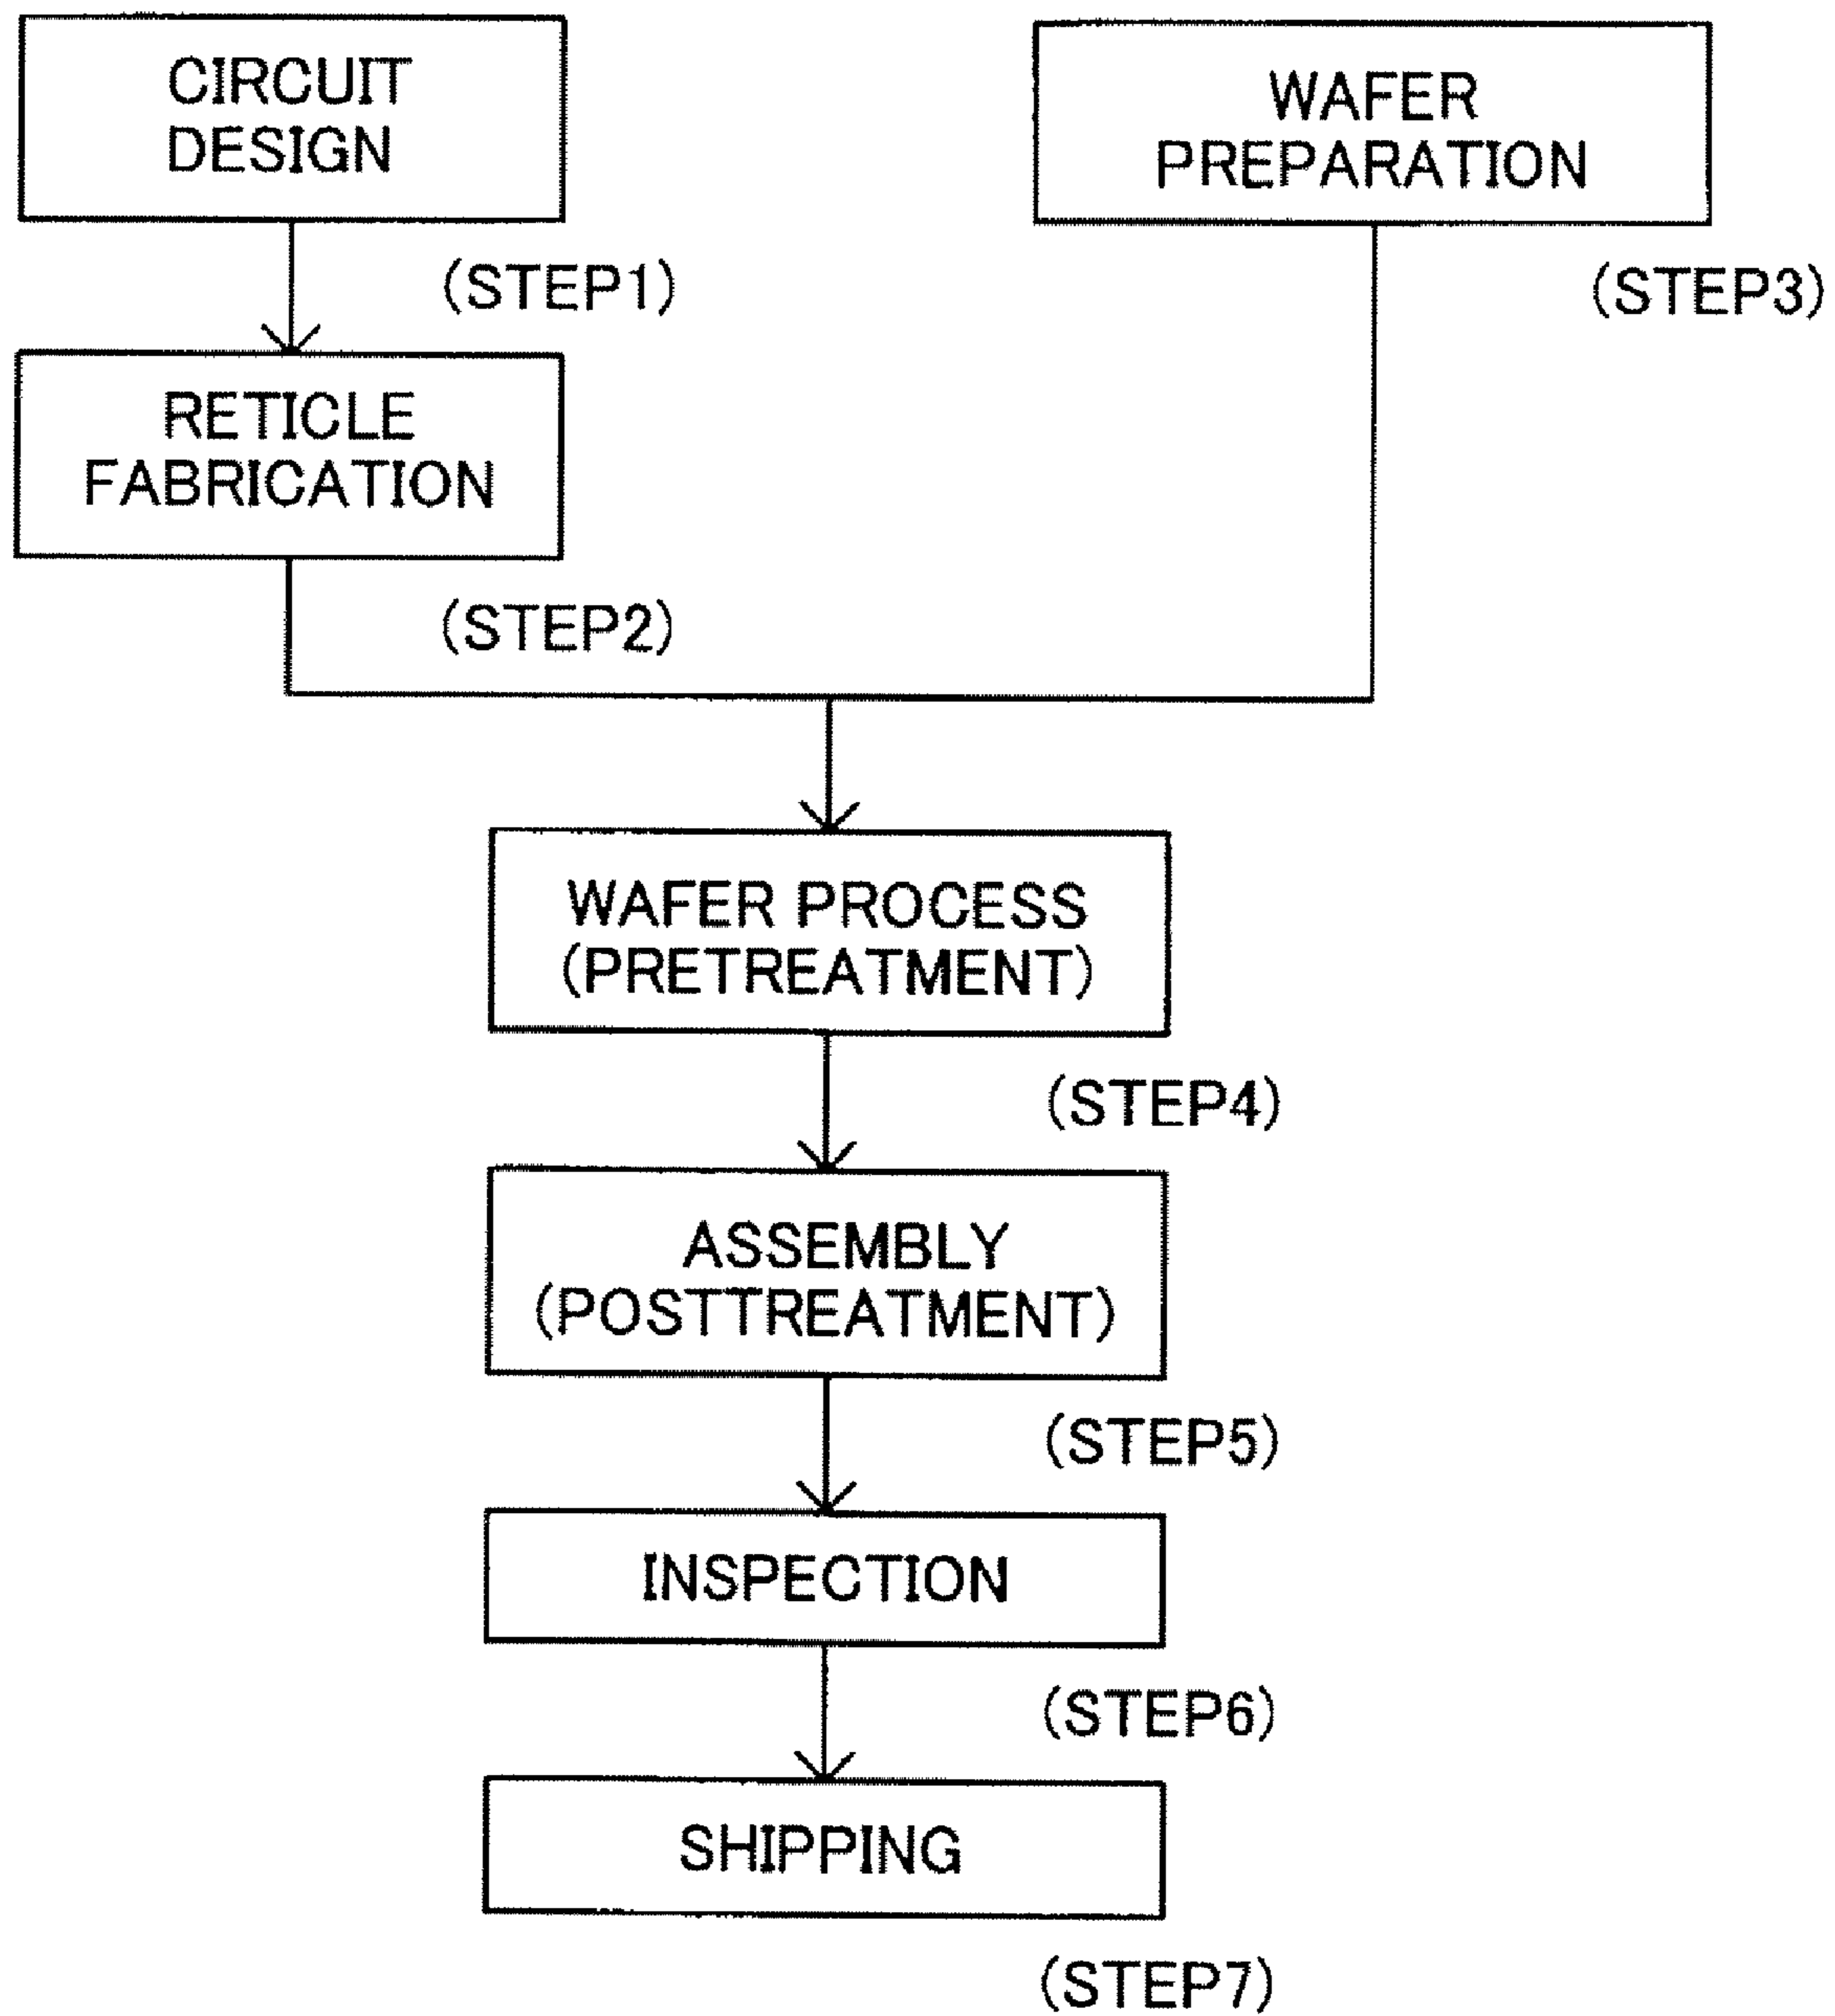 CIRCUIT
DESIGN
(STEP1)
RETICLE
FABRICATION
(STEP2)
WAFER
PREPARATION
(STEP3)
WAFER PROCESS
(PRETREATMENT)
(STEP4)
ASSEMBLY
(POSTTREATMENT)
(STEP5)
INSPECTION
(STEP6)
SHIPPING
(STEP7)